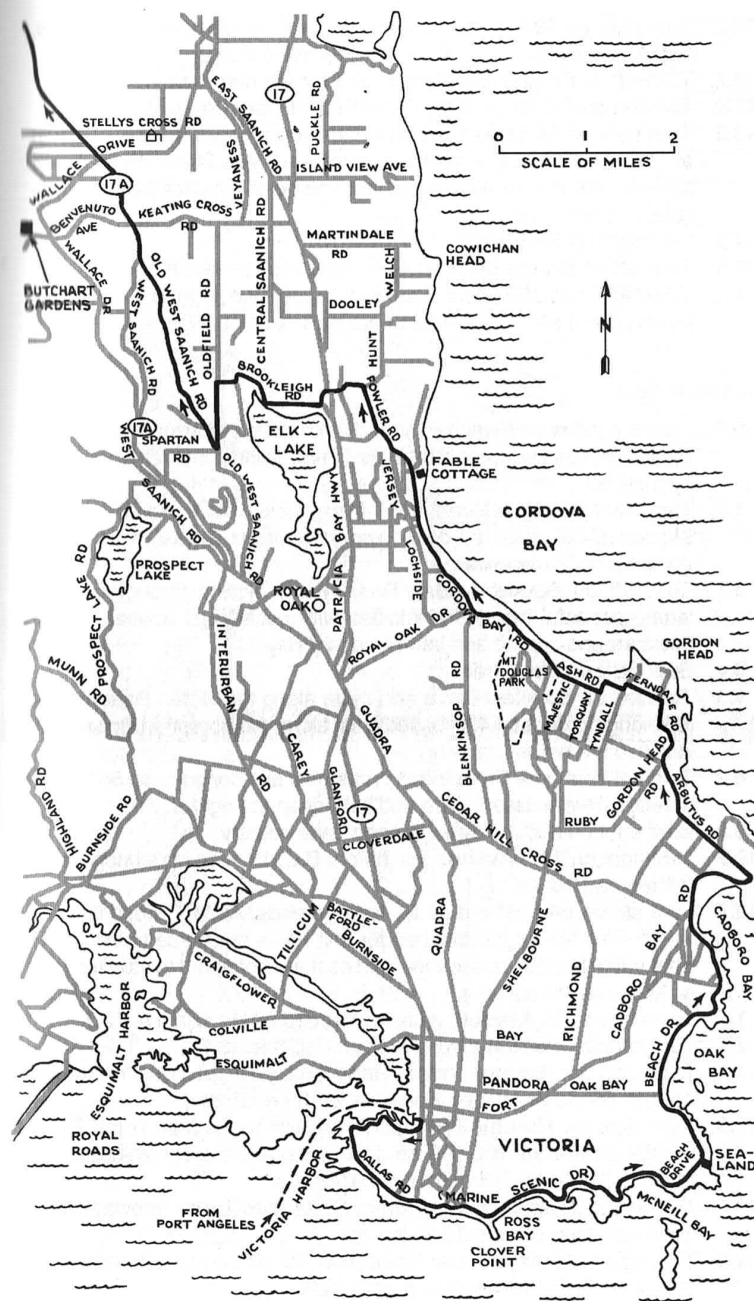 STELLYS CROSS RD
EAST SAANICH RD
17
PUCKLE RD
ISLAND VIEW AVE
WALLACE DRIVE
17A
VEYANESS
0 1 2
SCALE OF MILES
BENVENUTO AVE
KEATING CROSS RD
MARTINDALE RD
WELCH
COWICHAN HEAD
BUTCHART GARDENS
WALLACE DR
WEST SAANICH RD
OLD WEST SAANICH RD
OLDFIELD RD
CENTRAL SAANICH RD
DOOLEY
HUNT
N
BROOKLEIGH RD
FOWLER RD
17A
WEST SAANICH RD
SPARTAN RD
ELK LAKE
OLD WEST SAANICH RD
PATRICIA BAY HWY
JERSEY
LOCHSIDE
FABLE COTTAGE
CORDOVA BAY
PROSPECT LAKE
PROSPECT LAKE RD
ROYAL OAK
ROYAL OAK DR
CORDOVA BAY RD
GORDON HEAD
MUNN RD
INTERURBAN RD
BLENKINSOP RD
MT DOUGLAS PARK
ASH RD
MAJESTIC
TORQUAY
TYNDALL
FERNDALE RD
HIGHLAND RD
BURNSIDE RD
CAREY
GLANFORD
QUADRA
17
CLOVERDALE
CEDAR HILL CROSS RD
RUBY
GORDON HEAD RD
ARBUTUS RD
TILLICUM
BATTLE-
FORD
BURNSIDE
QUADRA
SHELBOURNE
RICHMOND
CADBORO BAY RD
CADBORO BAY
CRAIGFLOWER
COLVILLE
ESQUIMALT
ESQUIMALT HARBOR
BAY
BEACH DR
OAK BAY
PANDORA
OAK BAY
FORT
ROYAL ROADS
VICTORIA
SEA-
LAND
DALLAS RD
(MARINE SCENIC DR)
BEACH DRIVE
MCNEILL BAY
FROM PORT ANGELES
VICTORIA HARBOR
ROSS BAY
CLOVER POINT